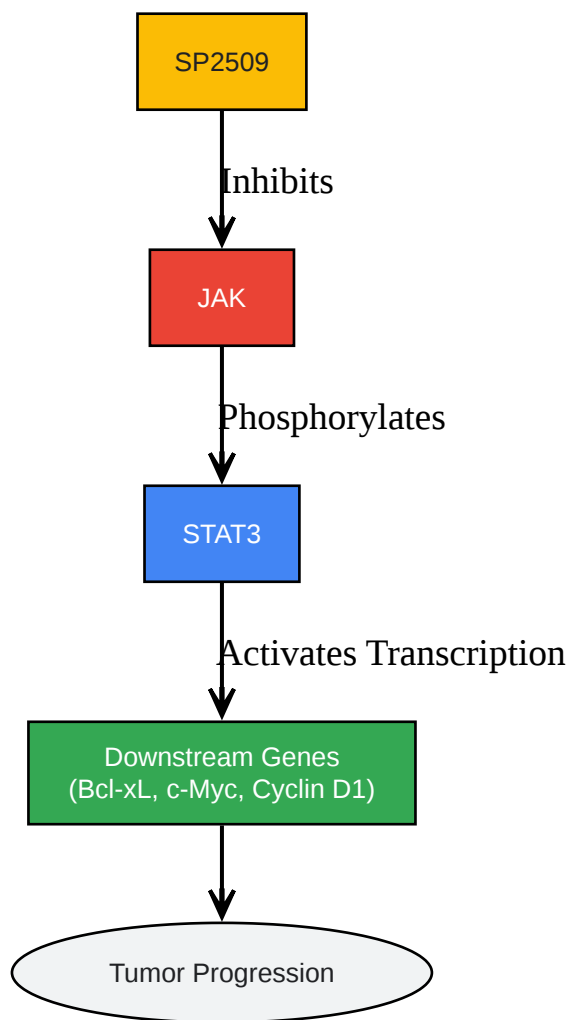 SP2509
Inhibits
JAK
Phosphorylates
STAT3
Activates Transcription
Downstream Genes
(Bcl-xL, c-Myc, Cyclin D1)
Tumor Progression